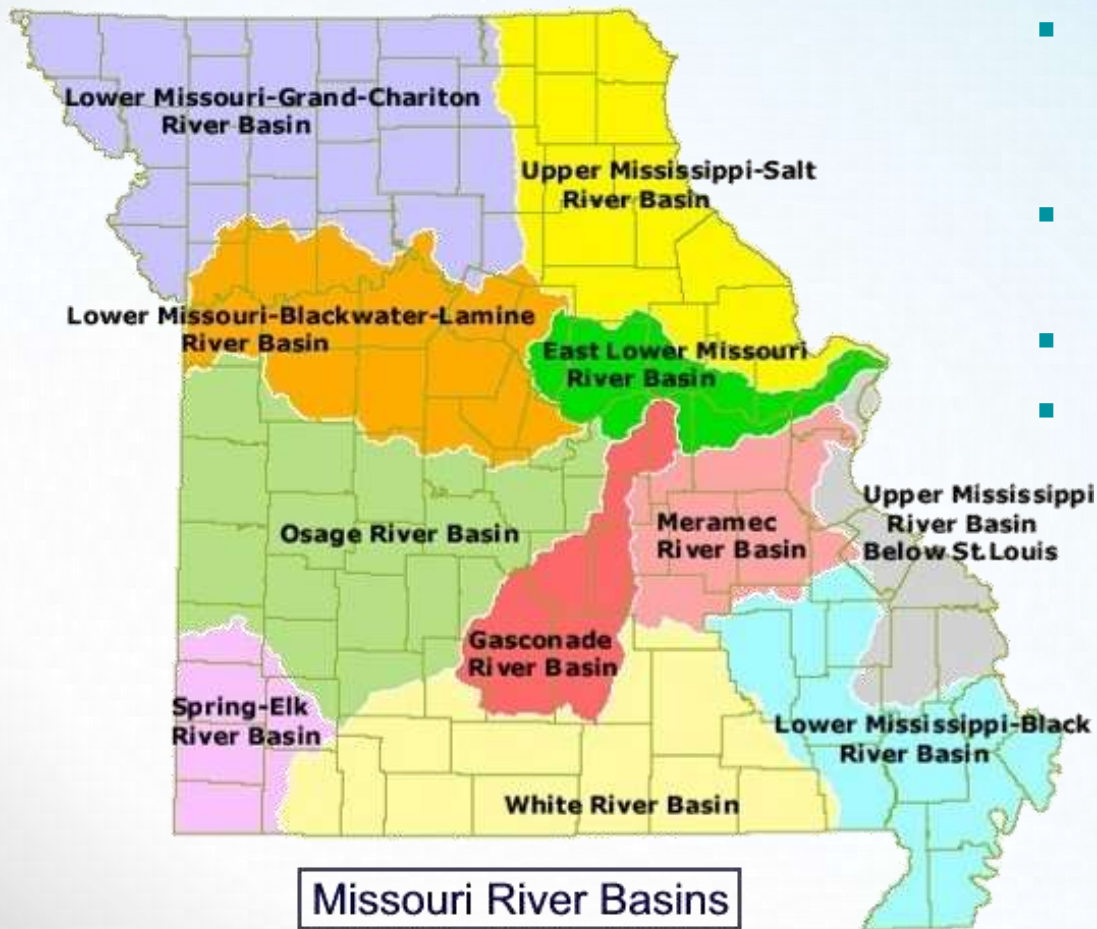 Lower Missouri-Grand-Chariton
River Basin
Upper Mississippi-Salt
River Basin
Lower Missouri-Blackwater-Lamine
River Basin
East Lower Missouri
River Basin
Osage River Basin
Meramec
River Basin
Upper Mississippi
River Basin
Below St.Louis
Gasconade
River Basin
Spring-Elk
River Basin
Lower Mississippi-Black
River Basin
White River Basin
Missouri River Basins